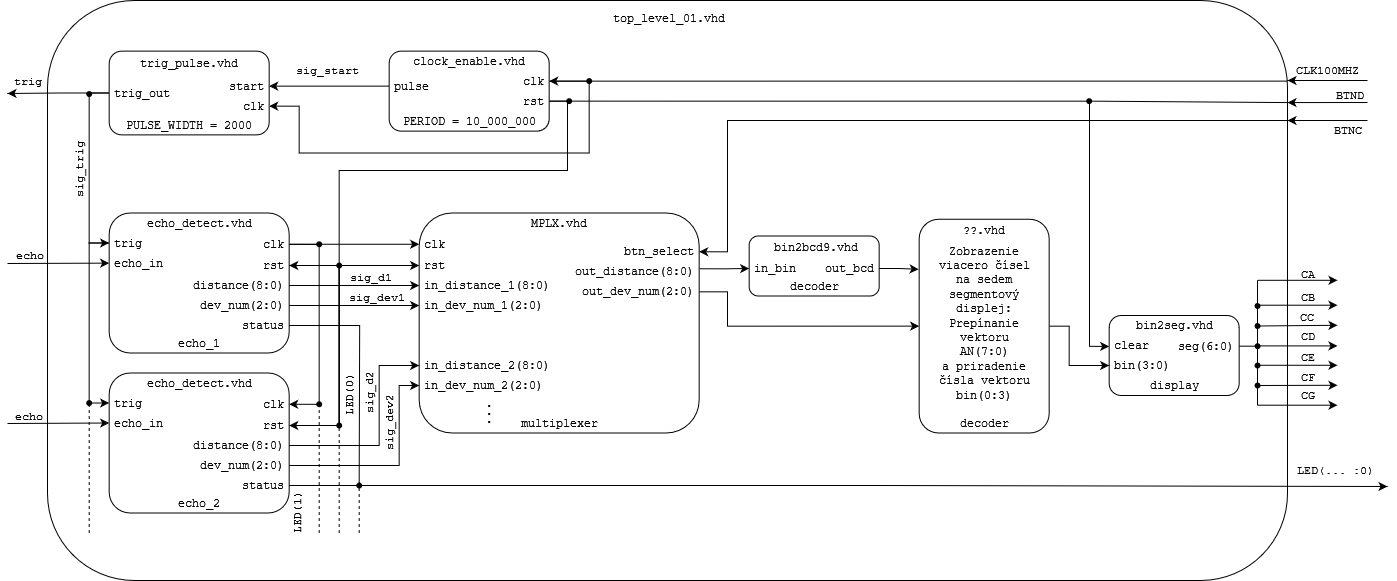 top_level_01.vhd
trig_pulse.vhd
start
trig_out
clk
PULSE_WIDTH = 2000
sig_start
clock_enable.vhd
clk
pulse
rst
PERIOD = 10_000_000
trig
CLK100MHZ
BTND
BTNC
sig_trig
echo_detect.vhd
trig
clk
echo_in
rst
distance(8:0)
dev_num(2:0)
status
echo_1
echo
sig_d1
sig_dev1
MPLX.vhd
clk
btn_select
rst
out_distance(8:0)
in_distance_1(8:0)
out_dev_num(2:0)
in_dev_num_1(2:0)
in_distance_2(8:0)
in_dev_num_2(2:0)
multiplexer
bin2bcd9.vhd
in_bin
out_bcd
decoder
??.vhd
Zobrazenie
viacero čísel
na sedem
segmentový
displej:
Prepínanie
vektoru
AN(7:0)
a priradenie
čísla vektoru
bin(0:3)
decoder
bin2seg.vhd
clear
seg(6:0)
bin(3:0)
display
CA
CB
CC
CD
CE
CF
CG
echo_detect.vhd
trig
clk
echo_in
rst
distance(8:0)
dev_num(2:0)
status
echo_2
echo
LED(0)
sig_d2
sig_dev2
LED(1)
LED(... :0)